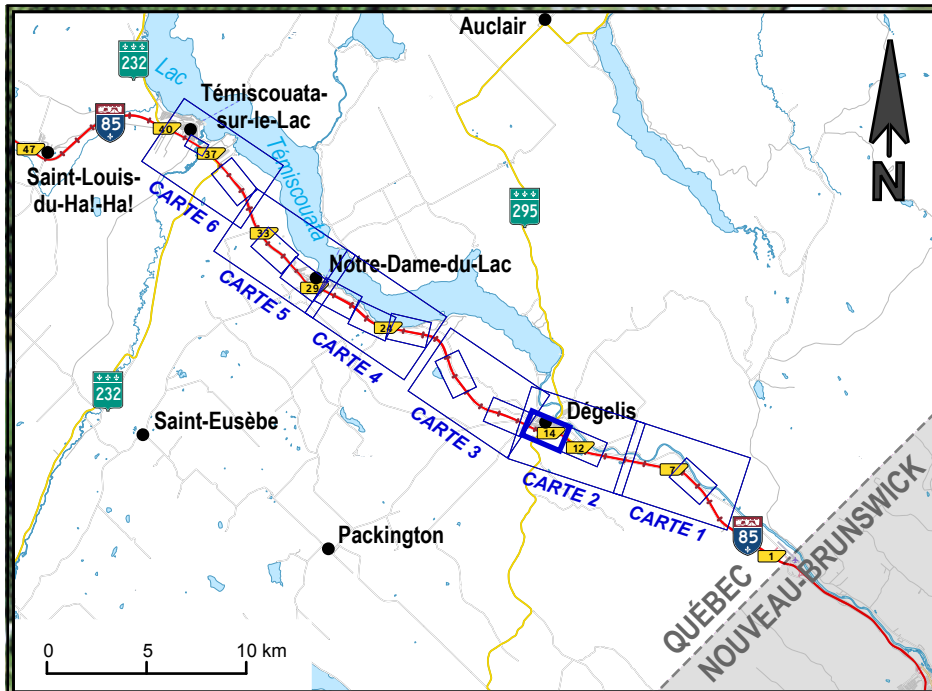 Auclair
232
Lac
Témiscouata-
sur-le-Lac
85
40
47
37
Saint-Louis-
du-Ha!-Ha!
Témiscouata
CARTE 6
295
N
33
Notre-Dame-du-Lac
29
CARTE 5
24
CARTE 4
232
Saint-Eusèbe
Dégelis
14
12
CARTE 3
7
CARTE 2
CARTE 1
85
1
Packington
QUÉBEC
NOUVEAU-BRUNSWICK
0 5 10 km